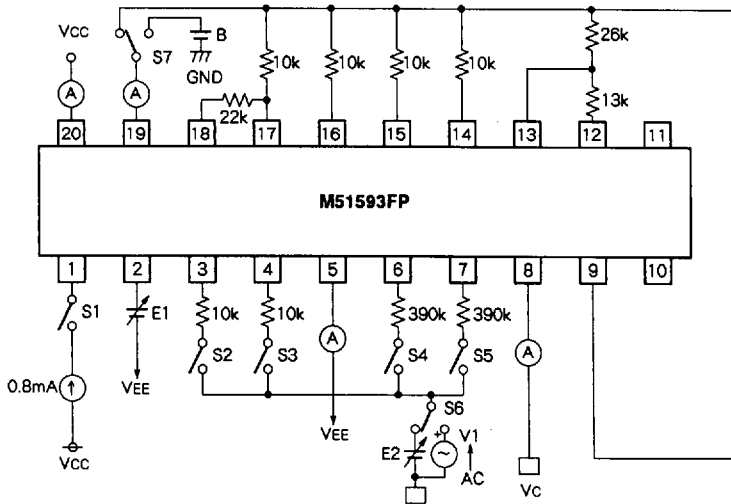 VCC
S7
B
GND
10k
10k
10k
10k
26k
13k
22k
A
A
20
19
18
17
16
15
14
13
12
11
M51593FP
1
2
3
4
5
6
7
8
9
10
S1
E1
10k
10k
390k
390k
S2
S3
S4
S5
A
A
0.8mA
VEE
VEE
VCC
S6
E2
+
V1
AC
VC